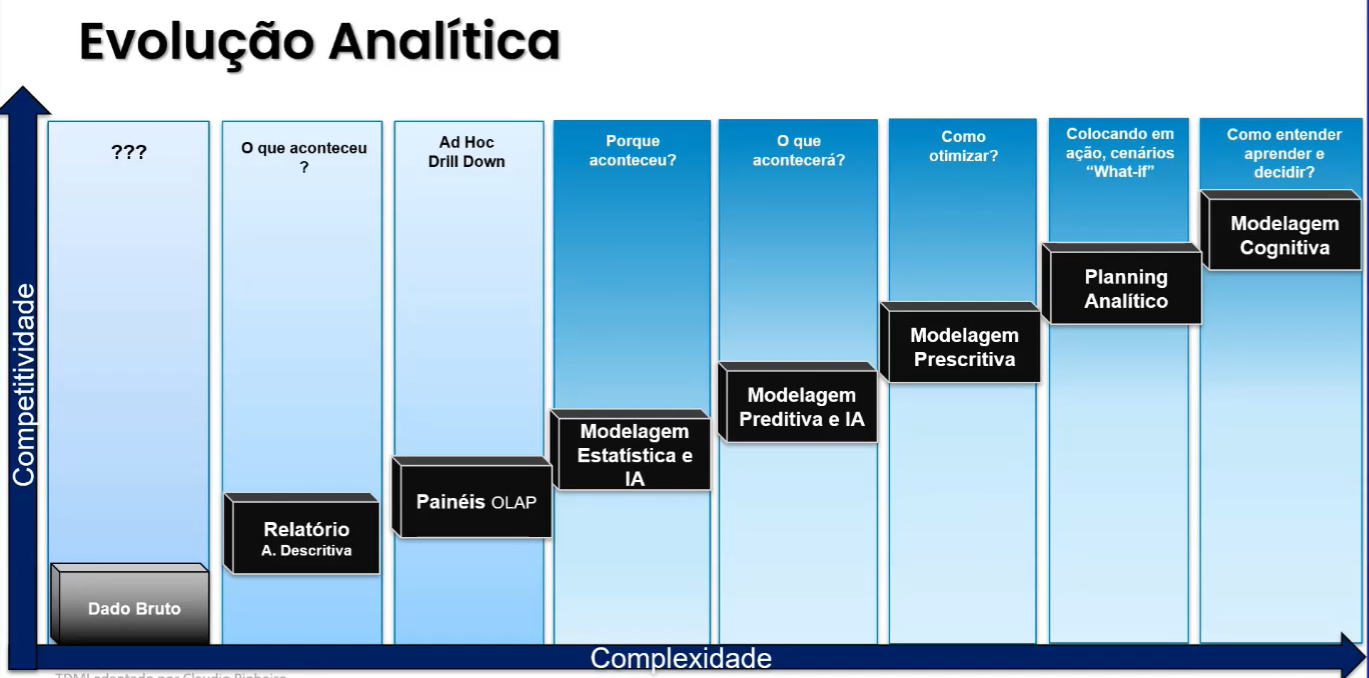 Evolução Analítica
Competitividade
???
Dado Bruto
O que aconteceu
?
Relatório
A. Descritiva
Ad Hoc
Drill Down
Painéis OLAP
Porque
aconteceu?
Modelagem
Estatística e
IA
O que
acontecerá?
Modelagem
Preditiva e IA
Como
otimizar?
Modelagem
Prescritiva
Colocando em
ação, cenários
“What-if”
Planning
Analítico
Como entender
aprender e
decidir?
Modelagem
Cognitiva
Complexidade
adaptado por Claudio Pinheiro